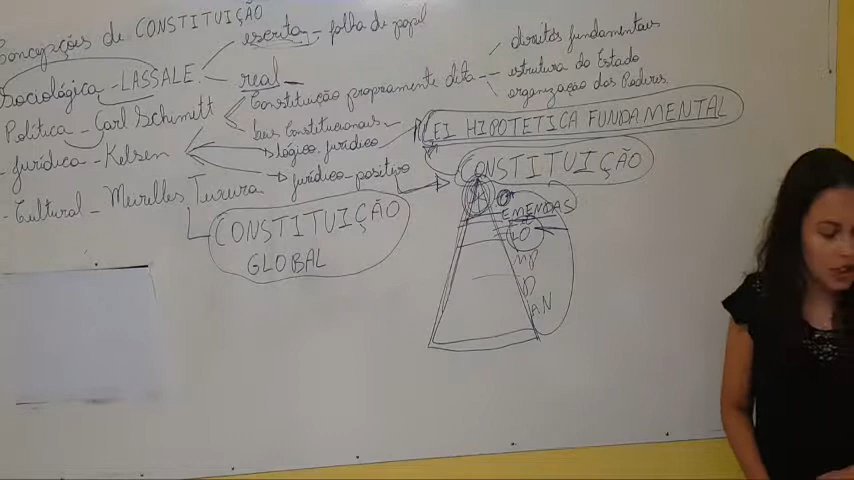 Concepções de CONSTITUIÇÃO
Sociológica - LASSALE
escrita - folha de papel
real
Política - Carl Schimett
Constituição propriamente dita - direitos fundamentais
estrutura do Estado
organização dos Poderes
Leis Constitucionais
- Jurídica - Kelsen
lógico-jurídico
LEI HIPOTETICA FUNDAMENTAL
jurídico-positivo
CONSTITUIÇÃO
- Cultural - Meirelles Teixeira
CONSTITUIÇÃO
GLOBAL
EMENDAS
LO
MP
D
A.N